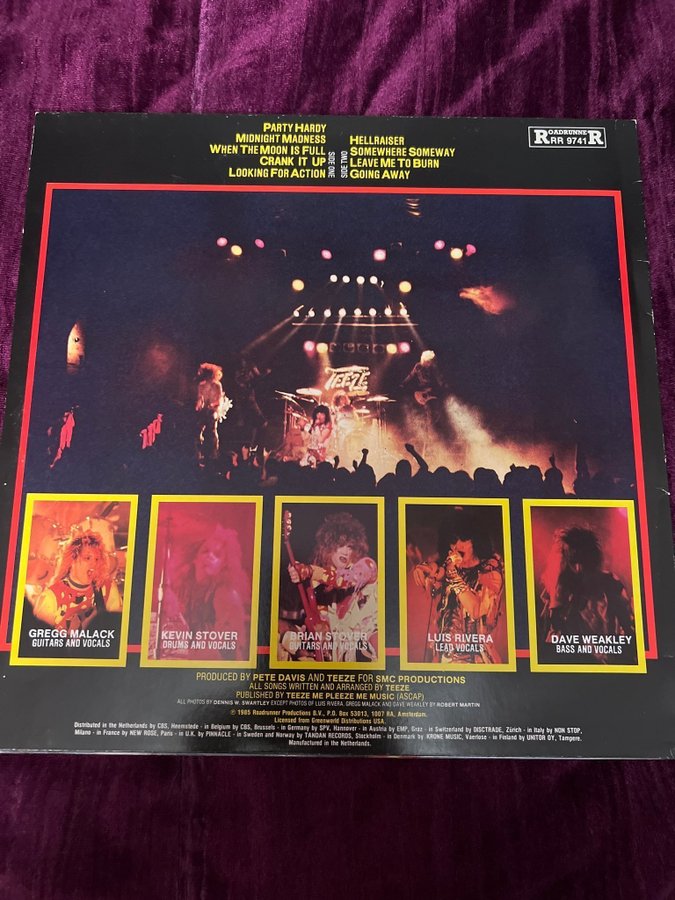 PARTY HARDY
MIDNIGHT MADNESS
WHEN THE MOON IS FULL
CRANK IT UP
LOOKING FOR ACTION
SIDE ONE
SIDE TWO
HELLRAISER
SOMEWHERE SOMEWAY
LEAVE ME TO BURN
GOING AWAY
ROADRUNNER
RR 9741
TEEZE
GREGG MALACK
GUITARS AND VOCALS
KEVIN STOVER
DRUMS AND VOCALS
BRIAN STOVER
GUITARS AND VOCALS
LUIS RIVERA
LEAD VOCALS
DAVE WEAKLEY
BASS AND VOCALS
PRODUCED BY PETE DAVIS AND TEEZE FOR SMC PRODUCTIONS
ALL SONGS WRITTEN AND ARRANGED BY TEEZE
PUBLISHED BY TEEZE ME PLEEZE ME MUSIC (ASCAP)
ALL PHOTOS BY DENNIS W. SWARTLEY EXCEPT PHOTOS OF LUIS RIVERA, GREGG MALACK AND DAVE WEAKLEY BY ROBERT MARTIN
℗ 1985 Roadrunner Productions B.V., P.O. Box 53013, 1007 RA, Amsterdam.
Licensed from Greenworld Distributions USA.
Distributed in the Netherlands by CBS, Heemstede - in Belgium by CBS, Brussels - in Germany by SPV, Hannover - in Austria by EMP, Graz - in Switzerland by DISCTRADE, Zürich - in Italy by NON STOP,
Milano - in France by NEW ROSE, Paris - in U.K. by PINNACLE - in Sweden and Norway by TANDAN RECORDS, Stockholm - in Denmark by KRONE MUSIC, Vaerlose - in Finland by UNITOR OY, Tampere.
Manufactured in the Netherlands.